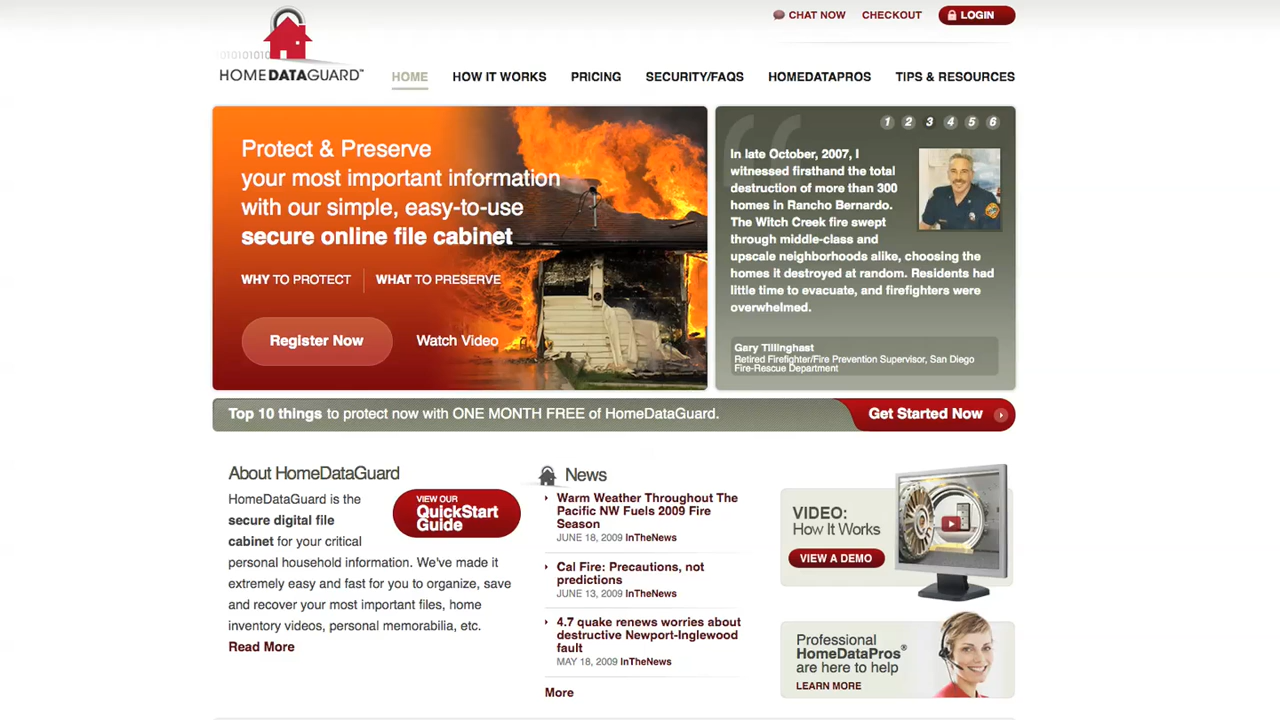 CHAT NOW
CHECKOUT
LOGIN
01010101
HOMEDATAGUARD™
HOME
HOW IT WORKS
PRICING
SECURITY/FAQS
HOMEDATAPROS
TIPS & RESOURCES
Protect & Preserve
your most important information
with our simple, easy-to-use
secure online file cabinet
WHY TO PROTECT
WHAT TO PRESERVE
Register Now
Watch Video
1 2 3 4 5 6
In late October, 2007, I
witnessed firsthand the total
destruction of more than 300
homes in Rancho Bernardo.
The Witch Creek fire swept
through middle-class and
upscale neighborhoods alike, choosing the
homes it destroyed at random. Residents had
little time to evacuate, and firefighters were
overwhelmed.
Gary Tillinghast
Retired Firefighter/Fire Prevention Supervisor, San Diego
Fire-Rescue Department
Top 10 things to protect now with ONE MONTH FREE of HomeDataGuard.
Get Started Now
About HomeDataGuard
HomeDataGuard is the
secure digital file
cabinet for your critical
personal household information. We've made it
extremely easy and fast for you to organize, save
and recover your most important files, home
inventory videos, personal memorabilia, etc.
Read More
VIEW OUR
QuickStart
Guide
News
Warm Weather Throughout The
Pacific NW Fuels 2009 Fire
Season
JUNE 18, 2009 InTheNews
Cal Fire: Precautions, not
predictions
JUNE 13, 2009 InTheNews
4.7 quake renews worries about
destructive Newport-Inglewood
fault
MAY 18, 2009 InTheNews
More
VIDEO:
How It Works
VIEW A DEMO
Professional
HomeDataPros®
are here to help
LEARN MORE